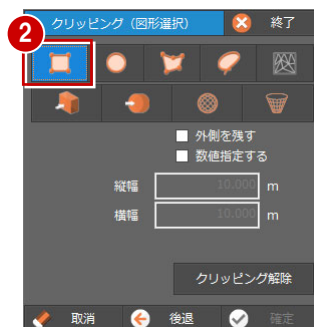 クリッピング（図形選択） 終了
2
外側を残す
数値指定する
縦幅 10.000 m
横幅 10.000 m
クリッピング解除
取消 後退 確定